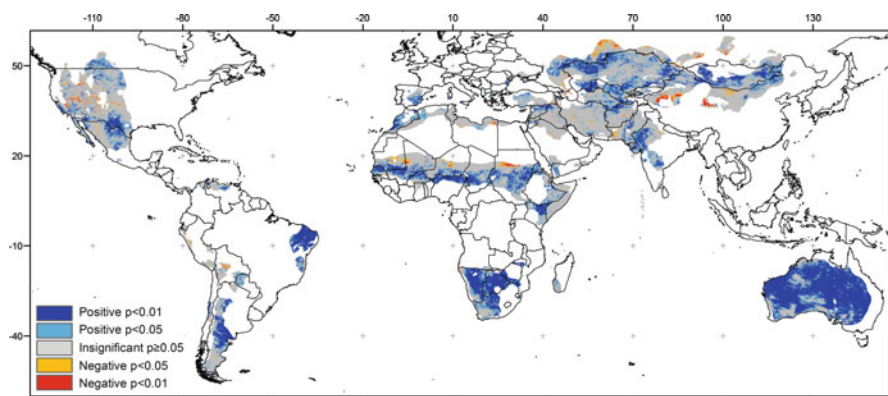 -110 -80 -50 -20 10 40 70 100 130
50
20
-10
-40
Positive p<0.01
Positive p<0.05
Insignificant p≥0.05
Negative p<0.05
Negative p<0.01